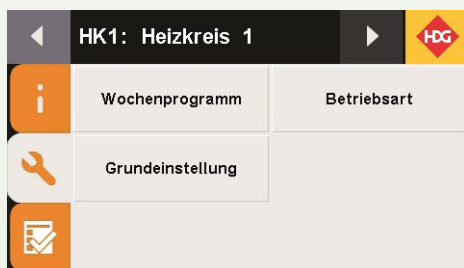 HK1: Heizkreis 1
HDG
i
Wochenprogramm
Betriebsart
Grundeinstellung